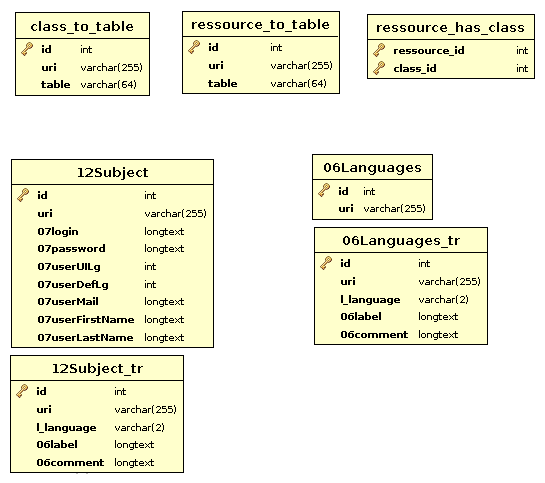 class_to_table
id int
uri varchar(255)
table varchar(64)
ressource_to_table
id int
uri varchar(255)
table varchar(64)
ressource_has_class
ressource_id int
class_id int
12Subject
id int
uri varchar(255)
07login longtext
07password longtext
07userUILg int
07userDefLg int
07userMail longtext
07userFirstName longtext
07userLastName longtext
06Languages
id int
uri varchar(255)
06Languages_tr
id int
uri varchar(255)
l_language varchar(2)
06label longtext
06comment longtext
12Subject_tr
id int
uri varchar(255)
l_language varchar(2)
06label longtext
06comment longtext